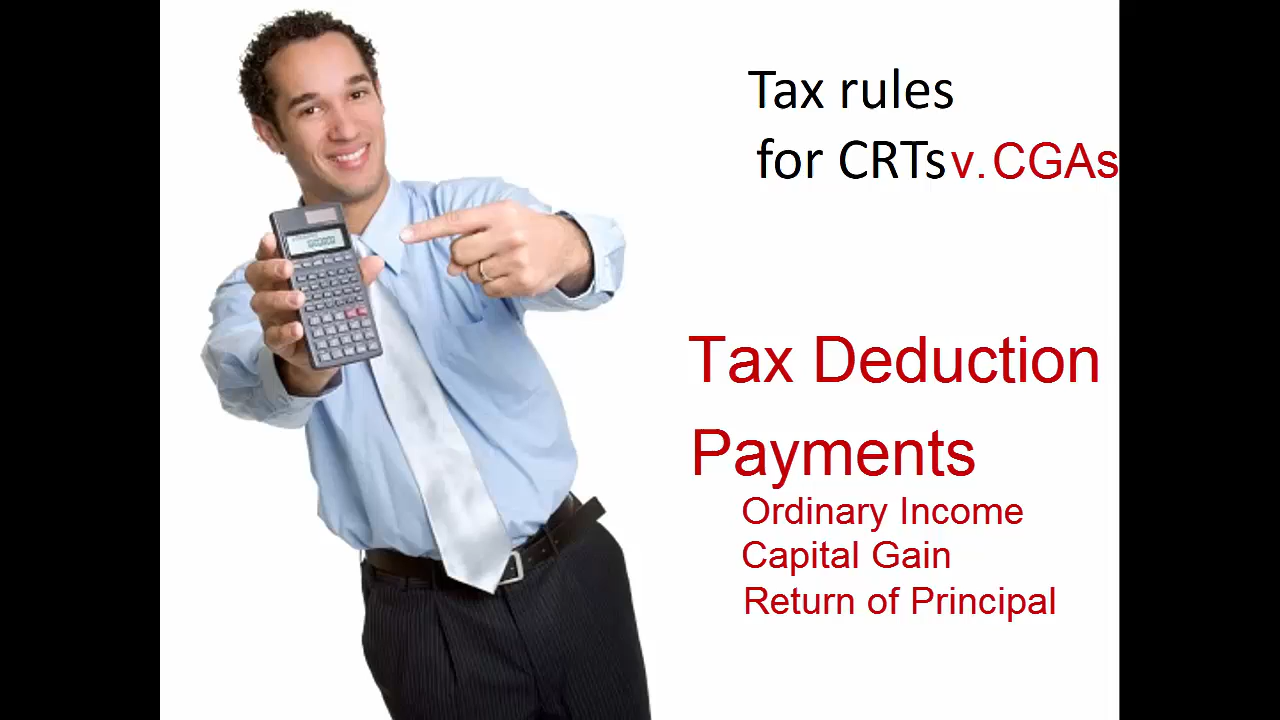 Tax rules
for CRTs v. CGAs
Tax Deduction
Payments
Ordinary Income
Capital Gain
Return of Principal